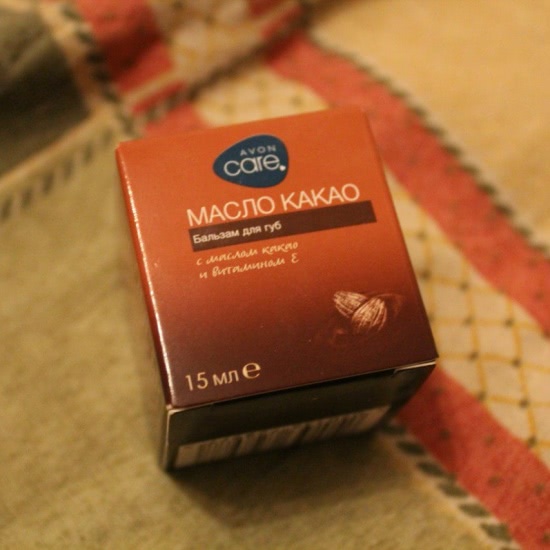 AVON
care.
МАСЛО КАКАО
Бальзам для губ
с маслом какао
и витамином Е
15 мл e